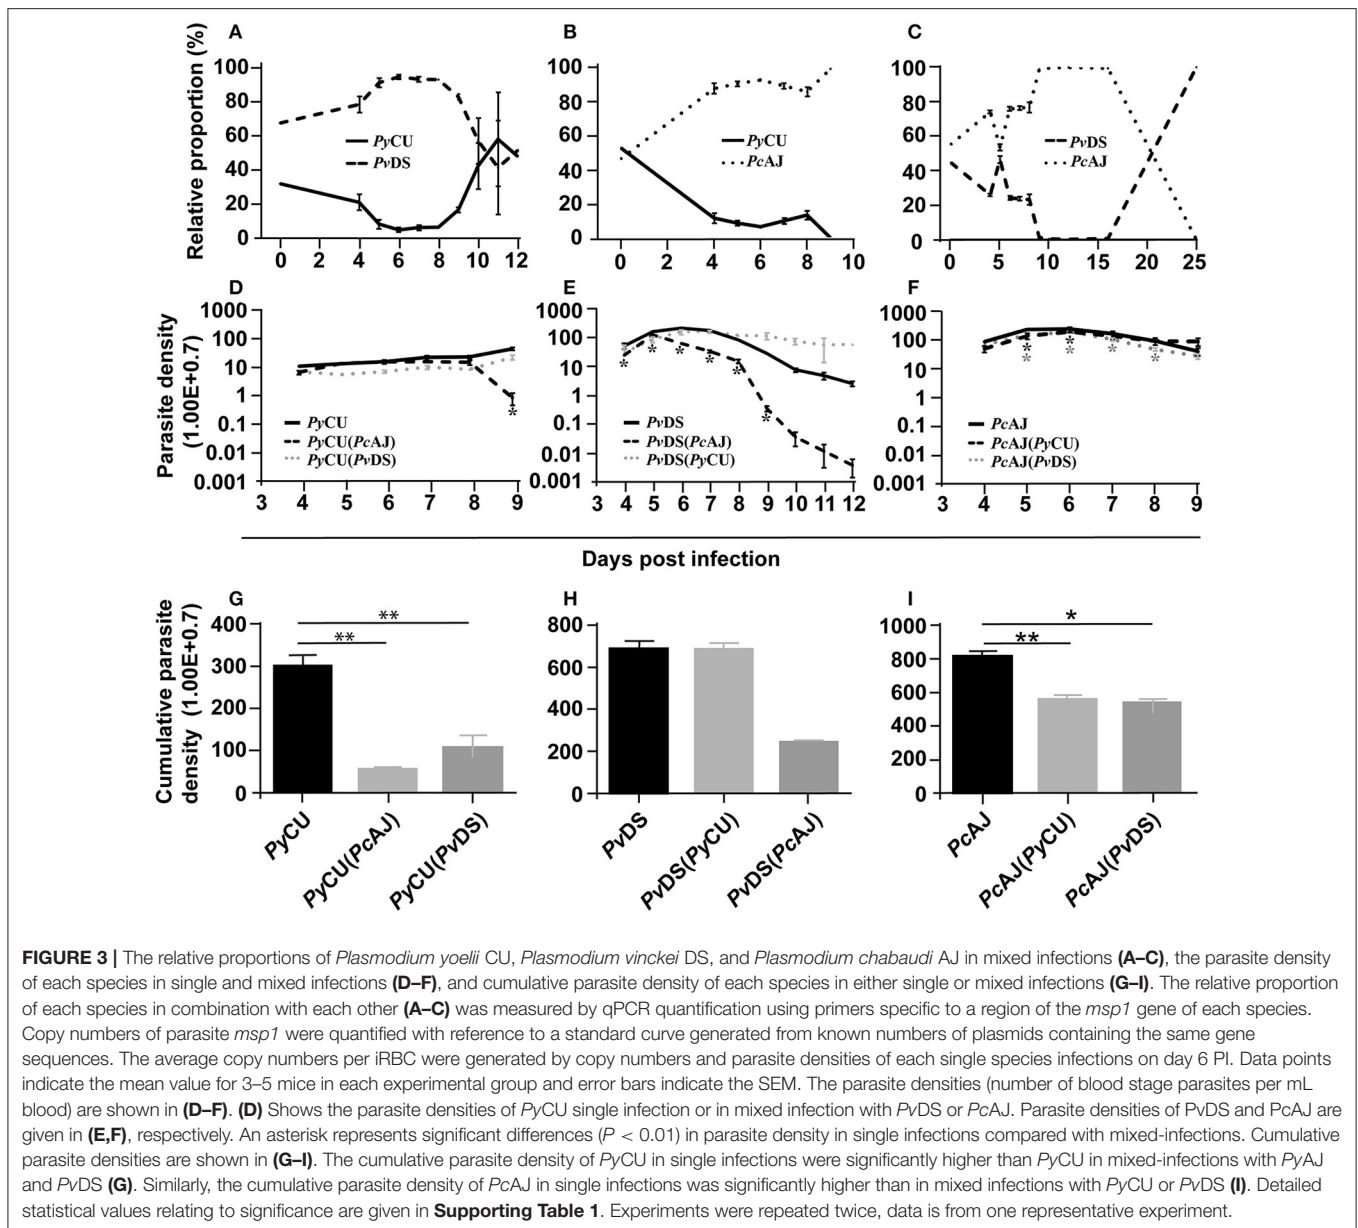 A
B
C
Relative proportion (%)
100
80
60
40
20
0
PyCU
PvDS
0 2 4 6 8 10 12
100
80
60
40
20
0
PyCU
PcAJ
0 2 4 6 8 10
100
80
60
40
20
0
PvDS
PcAJ
0 5 10 15 20 25
D
E
F
Parasite density
(1.00E+0.7)
1000
100
10
1
0.1
0.01
0.001
PyCU
PyCU(PcAJ)
PyCU(PvDS)
*
3 4 5 6 7 8 9
1000
100
10
1
0.1
0.01
0.001
* * * * * *
PvDS
PvDS(PcAJ)
PvDS(PyCU)
3 4 5 6 7 8 9 10 11 12
1000
100
10
1
0.1
0.01
0.001
* *
* * * *
PcAJ
PcAJ(PyCU)
PcAJ(PvDS)
3 4 5 6 7 8 9
Days post infection
G
H
I
Cumulative parasite
density (1.00E+0.7)
400
300
200
100
0
**
**
PyCU
PyCU(PcAJ)
PyCU(PvDS)
800
600
400
200
0
PvDS
PvDS(PyCU)
PvDS(PcAJ)
1000
800
600
400
200
0
*
**
PcAJ
PcAJ(PyCU)
PcAJ(PvDS)
FIGURE 3 | The relative proportions of Plasmodium yoelii CU, Plasmodium vinckei DS, and Plasmodium chabaudi AJ in mixed infections (A–C), the parasite density
of each species in single and mixed infections (D–F), and cumulative parasite density of each species in either single or mixed infections (G–I). The relative proportion
of each species in combination with each other (A–C) was measured by qPCR quantification using primers specific to a region of the msp1 gene of each species.
Copy numbers of parasite msp1 were quantified with reference to a standard curve generated from known numbers of plasmids containing the same gene
sequences. The average copy numbers per iRBC were generated by copy numbers and parasite densities of each single species infections on day 6 PI. Data points
indicate the mean value for 3–5 mice in each experimental group and error bars indicate the SEM. The parasite densities (number of blood stage parasites per mL
blood) are shown in (D–F). (D) Shows the parasite densities of PyCU single infection or in mixed infection with PvDS or PcAJ. Parasite densities of PvDS and PcAJ are
given in (E,F), respectively. An asterisk represents significant differences (P < 0.01) in parasite density in single infections compared with mixed-infections. Cumulative
parasite densities are shown in (G–I). The cumulative parasite density of PyCU in single infections were significantly higher than PyCU in mixed-infections with PyAJ
and PvDS (G). Similarly, the cumulative parasite density of PcAJ in single infections was significantly higher than in mixed infections with PyCU or PvDS (I). Detailed
statistical values relating to significance are given in Supporting Table 1. Experiments were repeated twice, data is from one representative experiment.